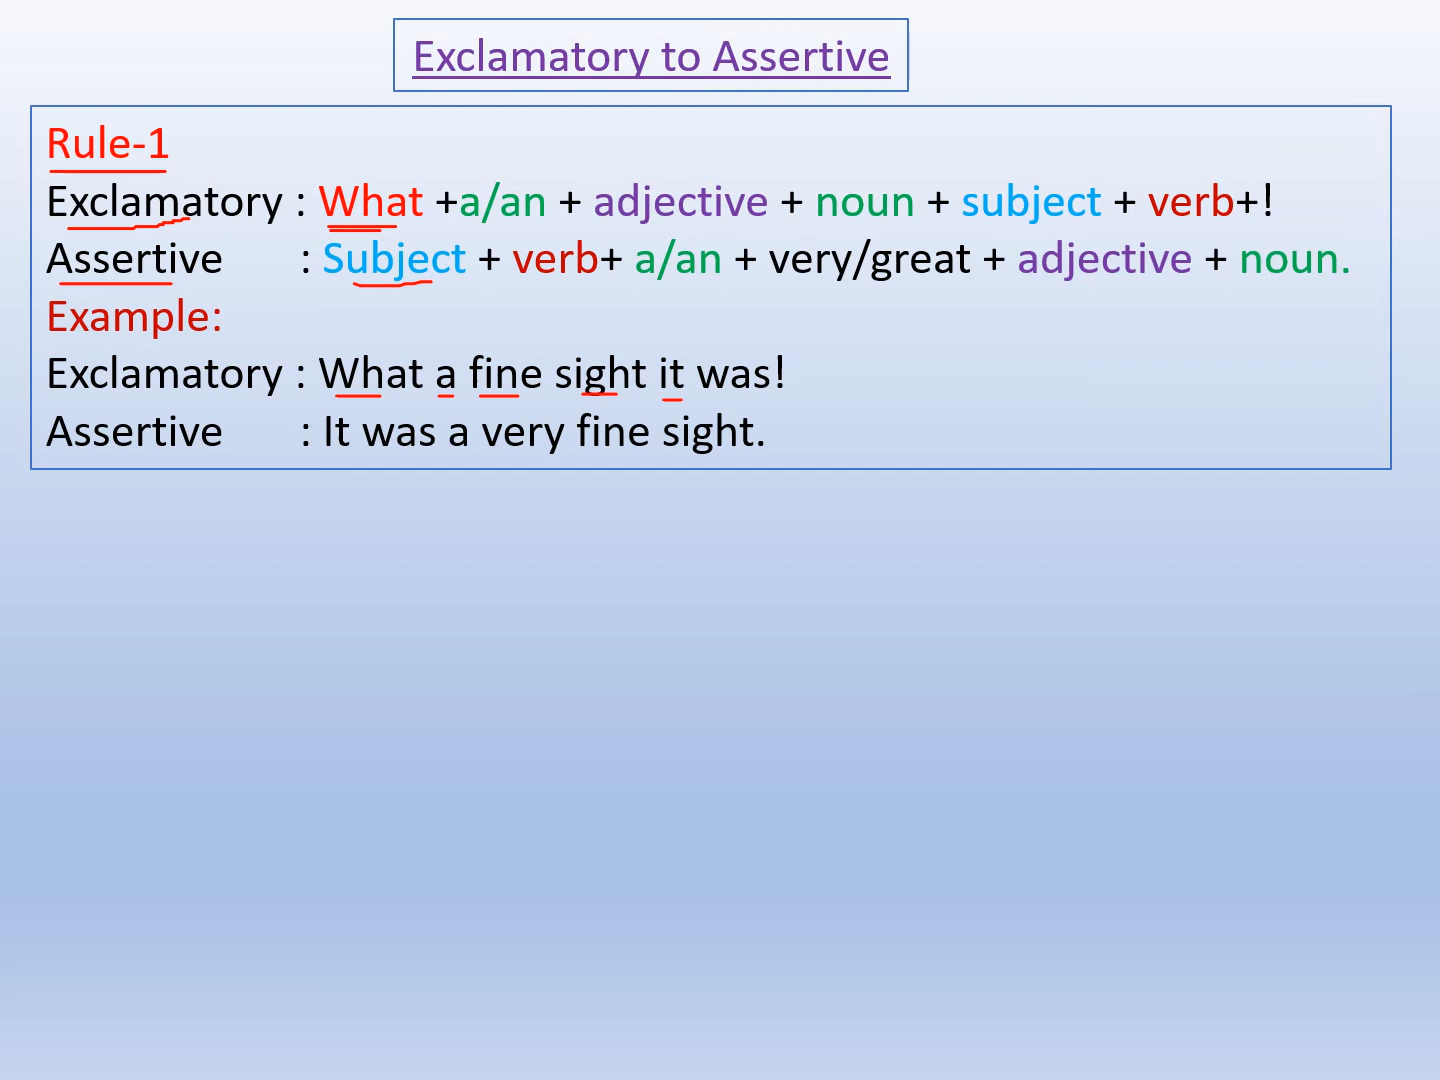 Exclamatory to Assertive
Rule-1
Exclamatory : What +a/an + adjective + noun + subject + verb+!
Assertive : Subject + verb+ a/an + very/great + adjective + noun.
Example:
Exclamatory : What a fine sight it was!
Assertive : It was a very fine sight.